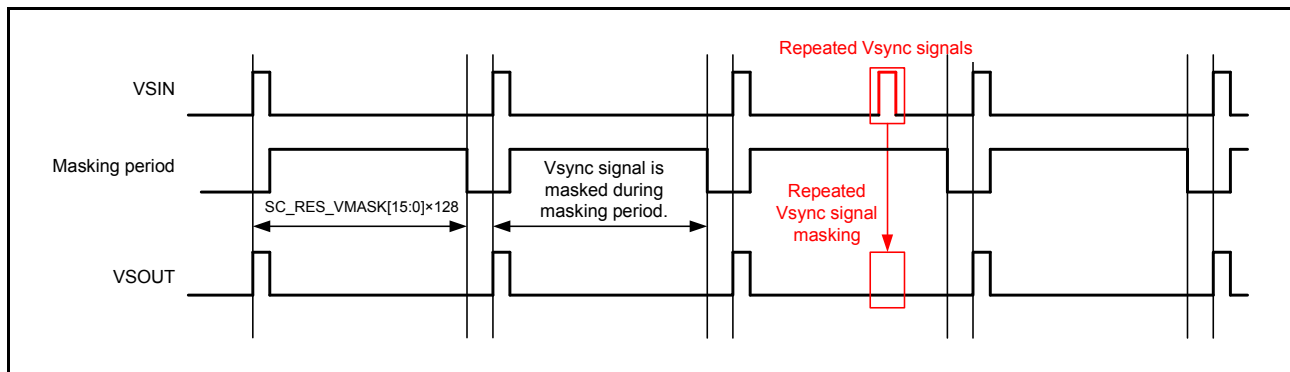 Repeated Vsync signals
VSIN
Masking period
Vsync signal is
masked during
masking period.
SC_RES_VMASK[15:0]×128
Repeated
Vsync signal
masking
VSOUT